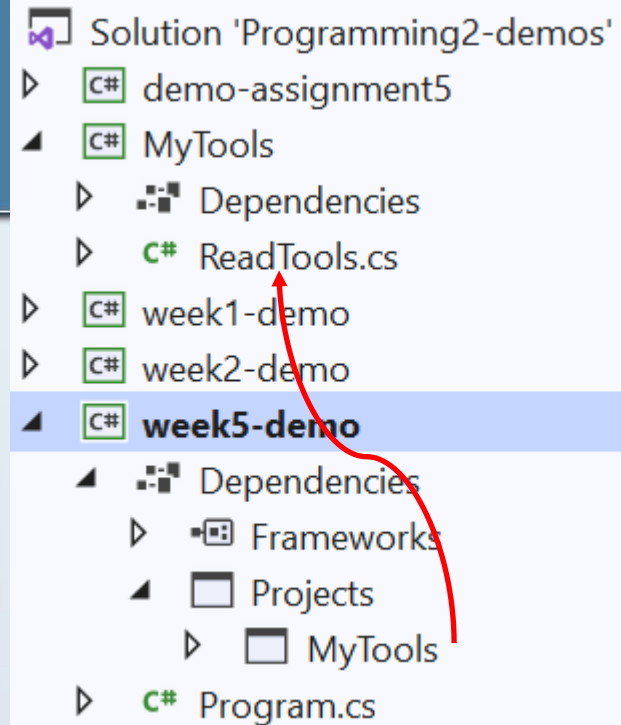 Solution 'Programming2-demos'
C# demo-assignment5
C# MyTools
Dependencies
C# ReadTools.cs
C# week1-demo
C# week2-demo
C# week5-demo
Dependencies
Frameworks
Projects
MyTools
C# Program.cs